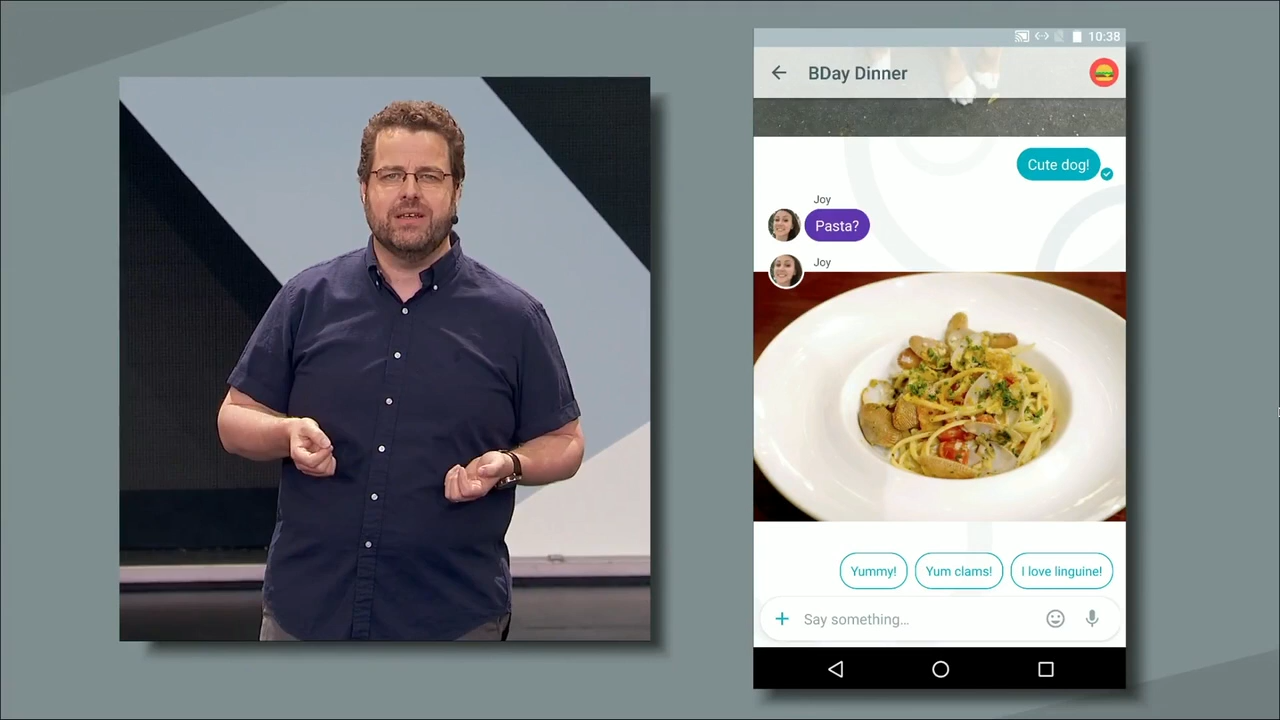 10:38
BDay Dinner
Cute dog!
Joy
Pasta?
Joy
Yummy!
Yum clams!
I love linguine!
Say something...